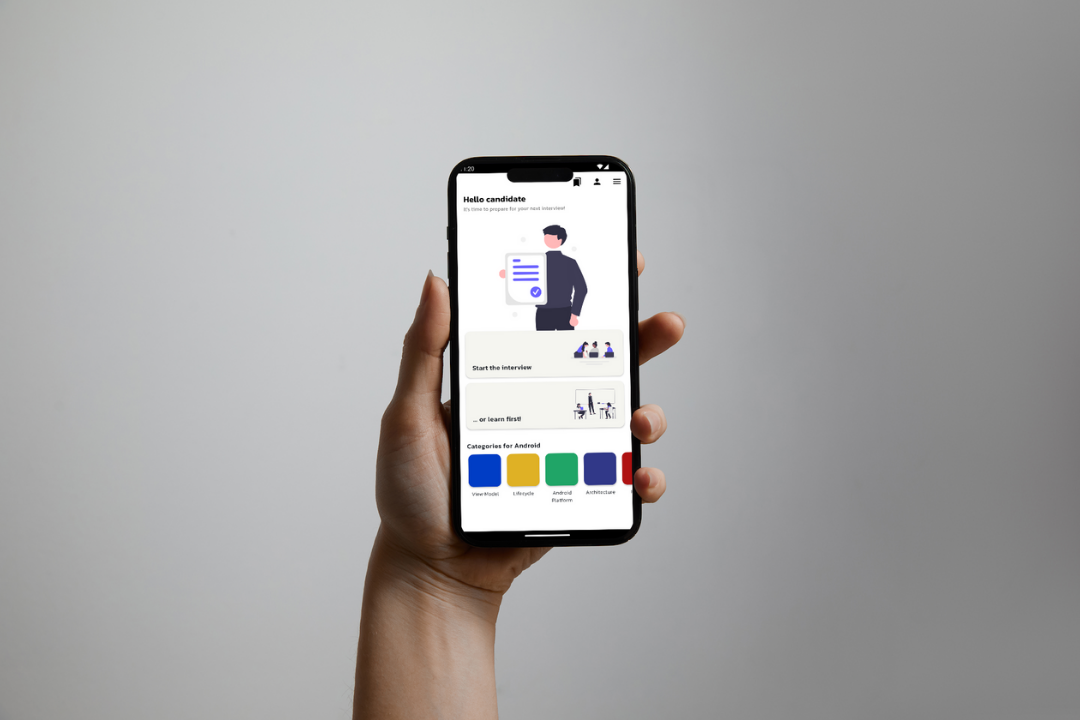 1:20
Hello candidate
It's time to prepare for your next interview!
Start the interview
... or learn first!
Categories for Android
ViewModel Lifecycle Android Architecture
Platform